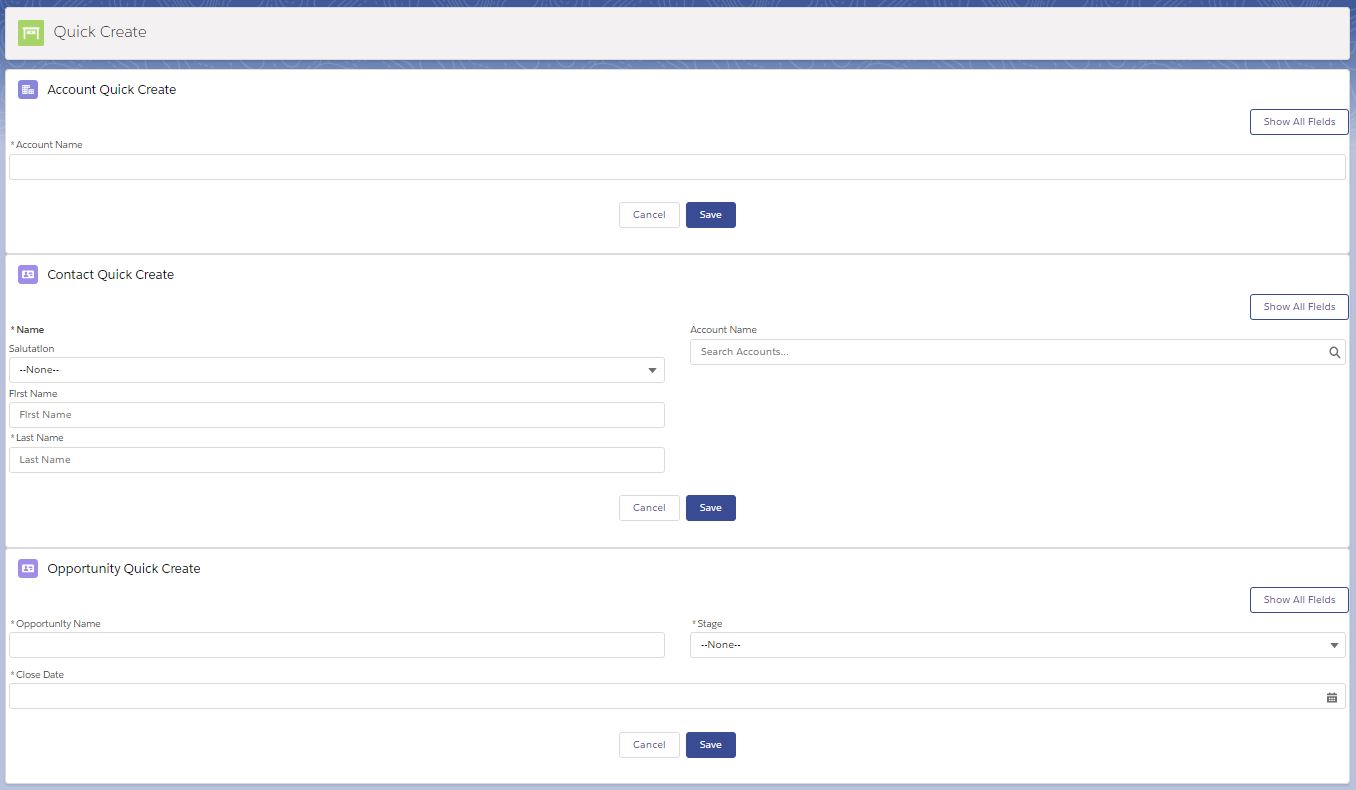 Quick Create
Account Quick Create
Show All Fields
* Account Name
Cancel
Save
Contact Quick Create
Show All Fields
* Name
Account Name
Salutation
Search Accounts...
--None--
First Name
First Name
* Last Name
Last Name
Cancel
Save
Opportunity Quick Create
Show All Fields
* Opportunity Name
* Stage
--None--
* Close Date
Cancel
Save